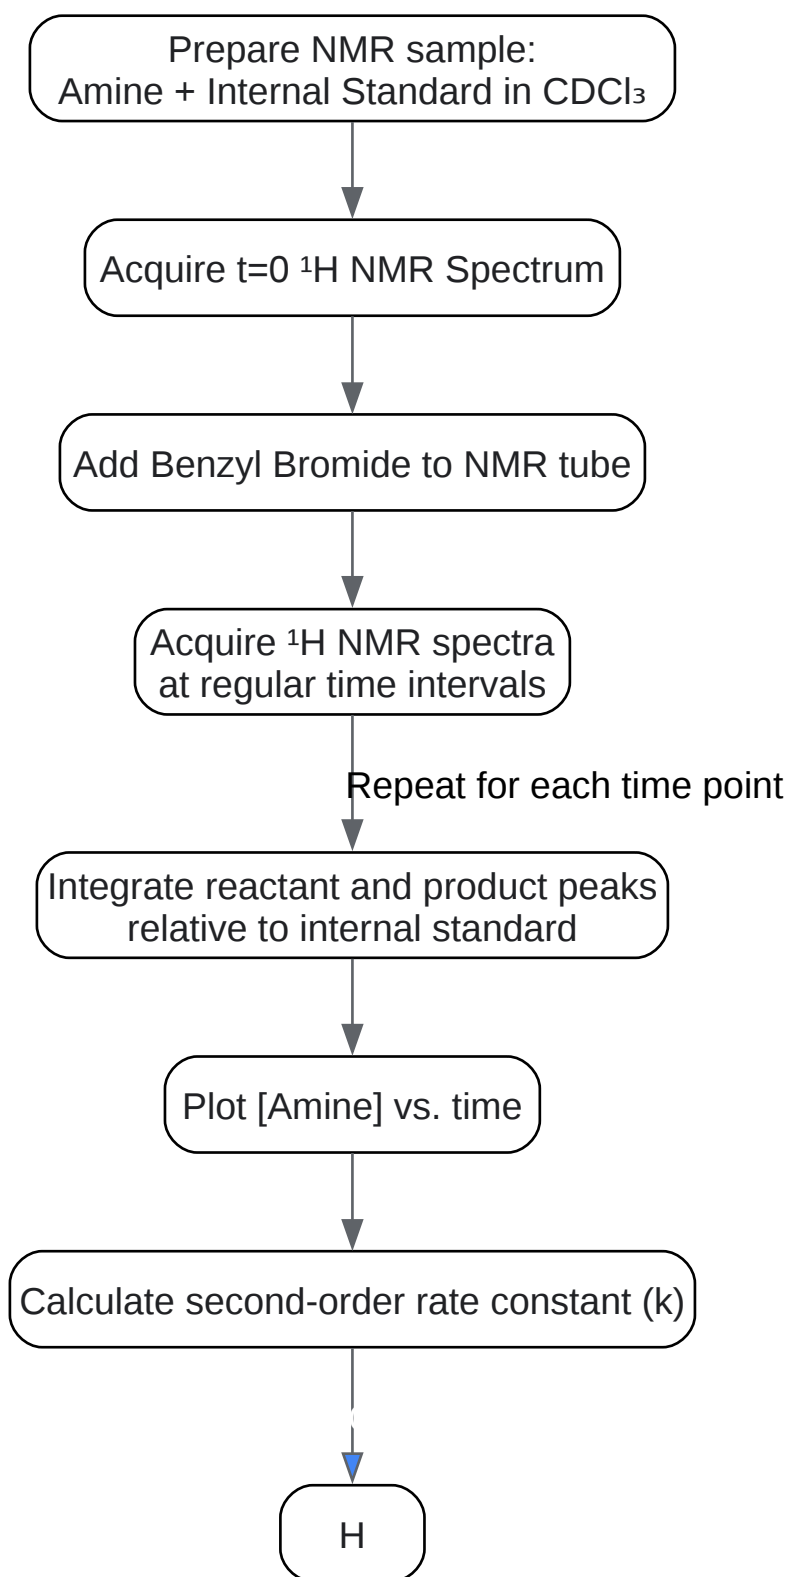 Prepare NMR sample:
Amine + Internal Standard in CDCl₃
Acquire t=0 ¹H NMR Spectrum
Add Benzyl Bromide to NMR tube
Acquire ¹H NMR spectra
at regular time intervals
Repeat for each time point
Integrate reactant and product peaks
relative to internal standard
Plot [Amine] vs. time
Calculate second-order rate constant (k)
H